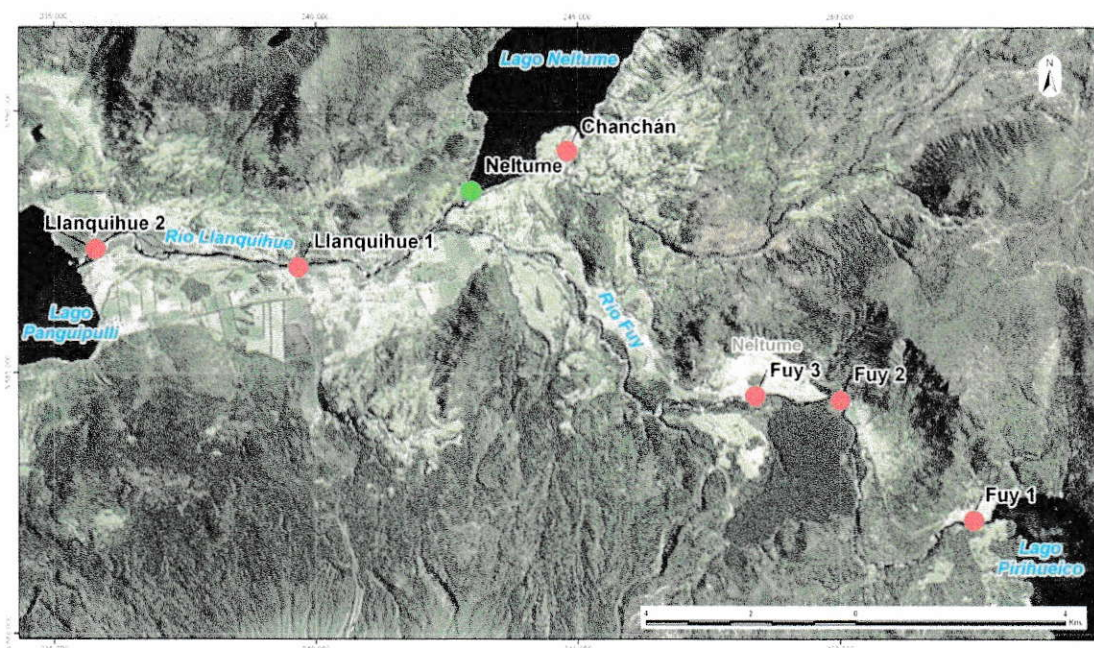 Lago Neltume
N
Chanchán
Neltume
Llanquihue 2
Río Llanquihue
Llanquihue 1
Lago
Panguipulli
Río Fuy
Neltume
Fuy 3
Fuy 2
Fuy 1
Lago
Pirihueico
4 2 0 4
Kms